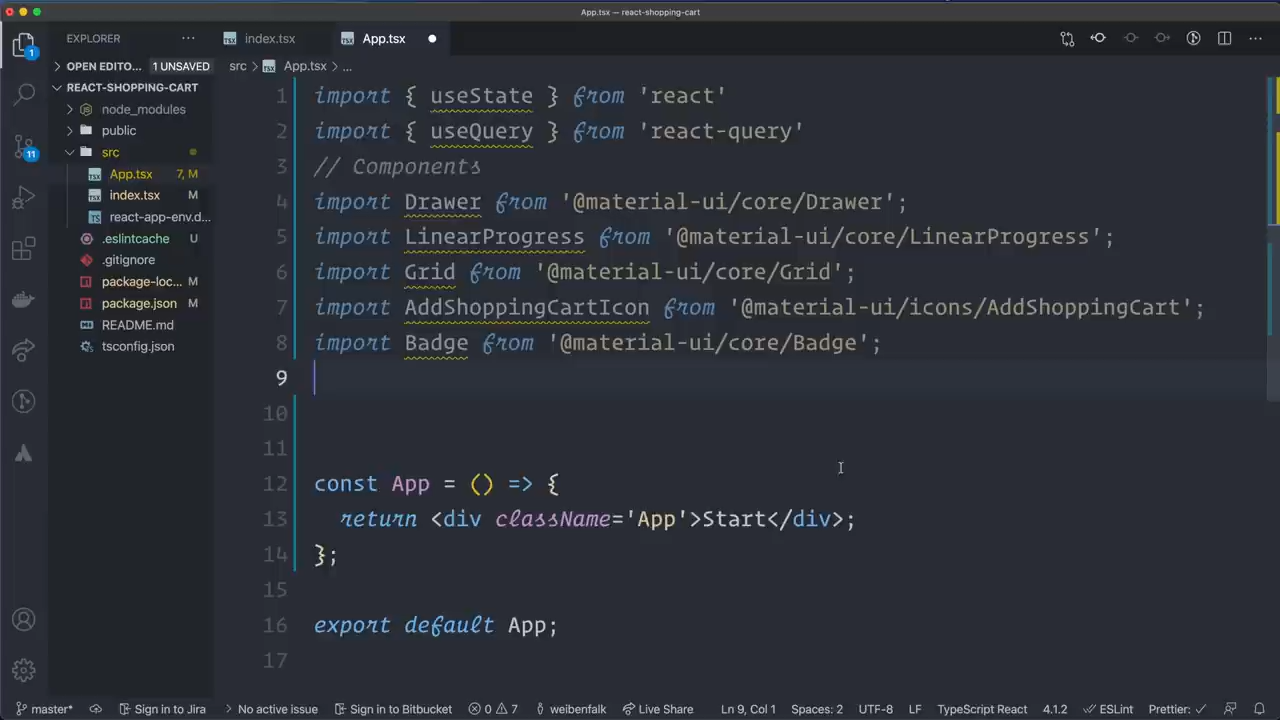 App.tsx — react-shopping-cart
EXPLORER
index.tsx
App.tsx
OPEN EDITO... 1 UNSAVED
src > App.tsx > ...
REACT-SHOPPING-CART
node_modules
public
src
App.tsx 7, M
index.tsx M
react-app-env.d...
.eslintcache U
.gitignore
package-loc... M
package.json M
README.md
tsconfig.json
1
11
1 import { useState } from 'react'
2 import { useQuery } from 'react-query'
3 // Components
4 import Drawer from '@material-ui/core/Drawer';
5 import LinearProgress from '@material-ui/core/LinearProgress';
6 import Grid from '@material-ui/core/Grid';
7 import AddShoppingCartIcon from '@material-ui/icons/AddShoppingCart';
8 import Badge from '@material-ui/core/Badge';
9
10
11
12 const App = () => {
13 return <div className='App'>Start</div>;
14 };
15
16 export default App;
17
master* Sign in to Jira No active issue Sign in to Bitbucket 0 7 weibenfalk Live Share Ln 9, Col 1 Spaces: 2 UTF-8 LF TypeScript React 4.1.2 ESLint Prettier: ✓